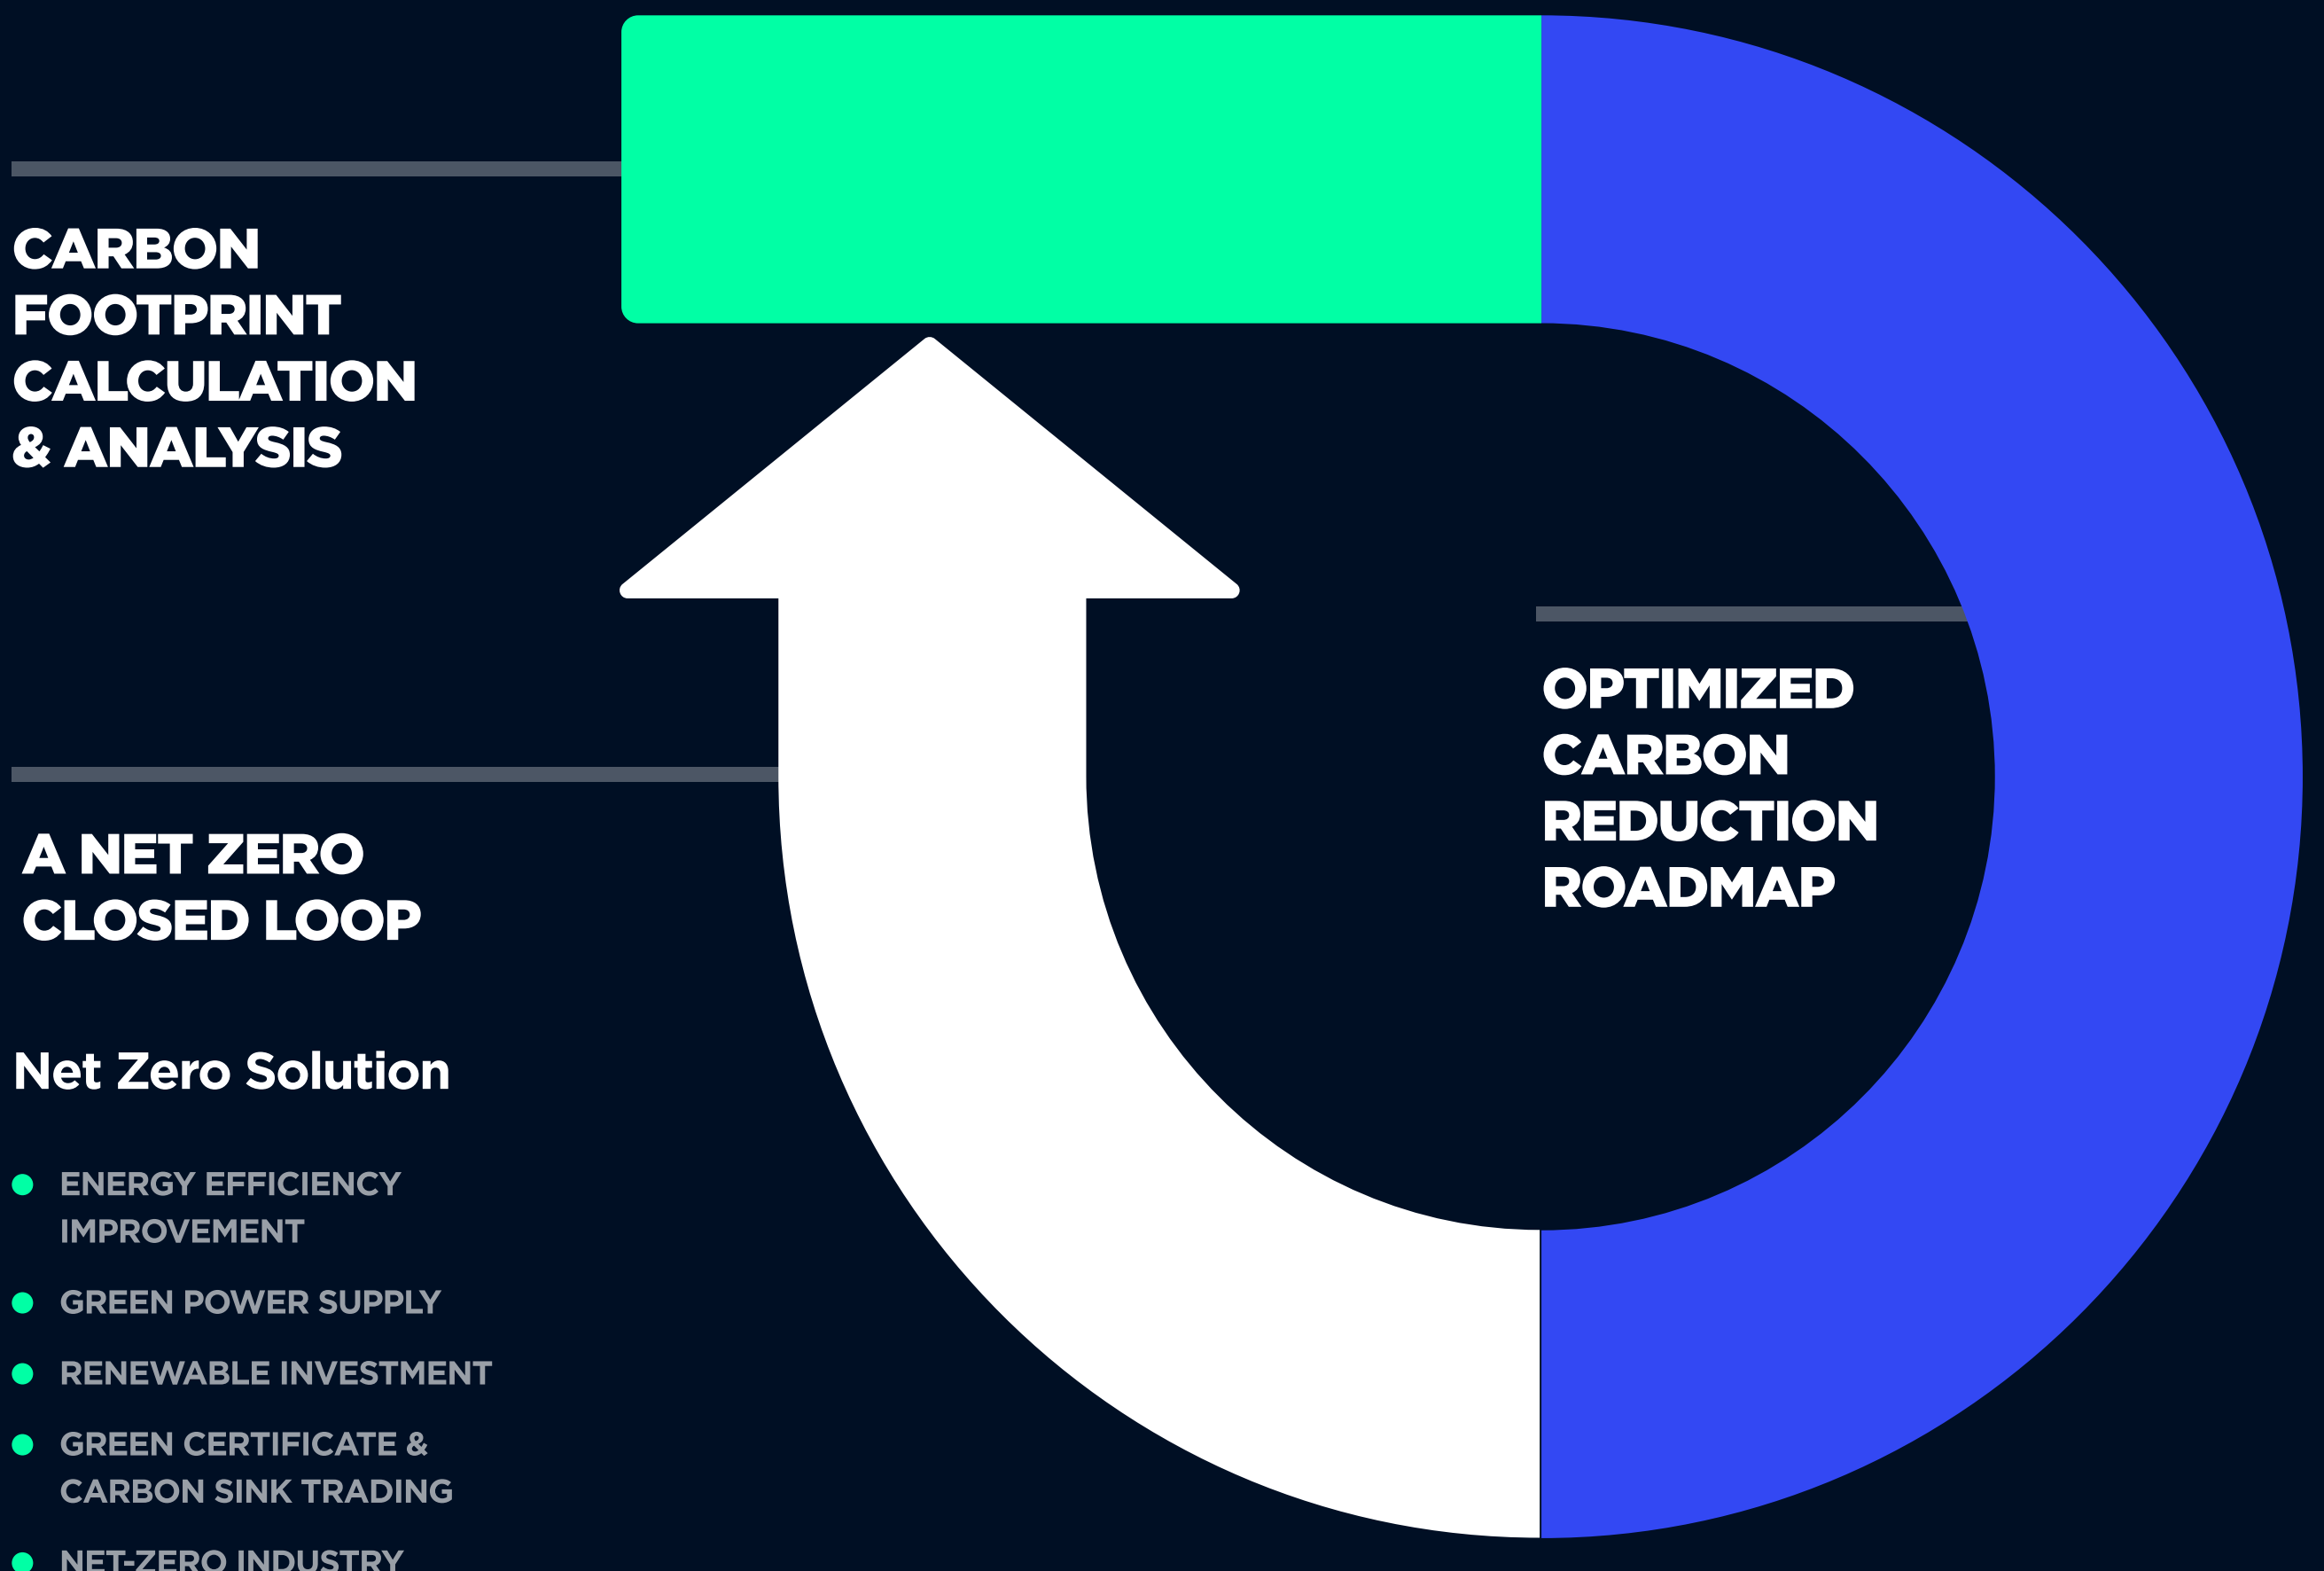 CARBON
FOOTPRINT
CALCULATION
& ANALYSIS
OPTIMIZED
CARBON
REDUCTION
ROADMAP
A NET ZERO
CLOSED LOOP
Net Zero Solution
ENERGY EFFICIENCY
IMPROVEMENT
GREEN POWER SUPPLY
RENEWABLE INVESTMENT
GREEN CERTIFICATE &
CARBON SINK TRADING
NET-ZERO INDUSTRY